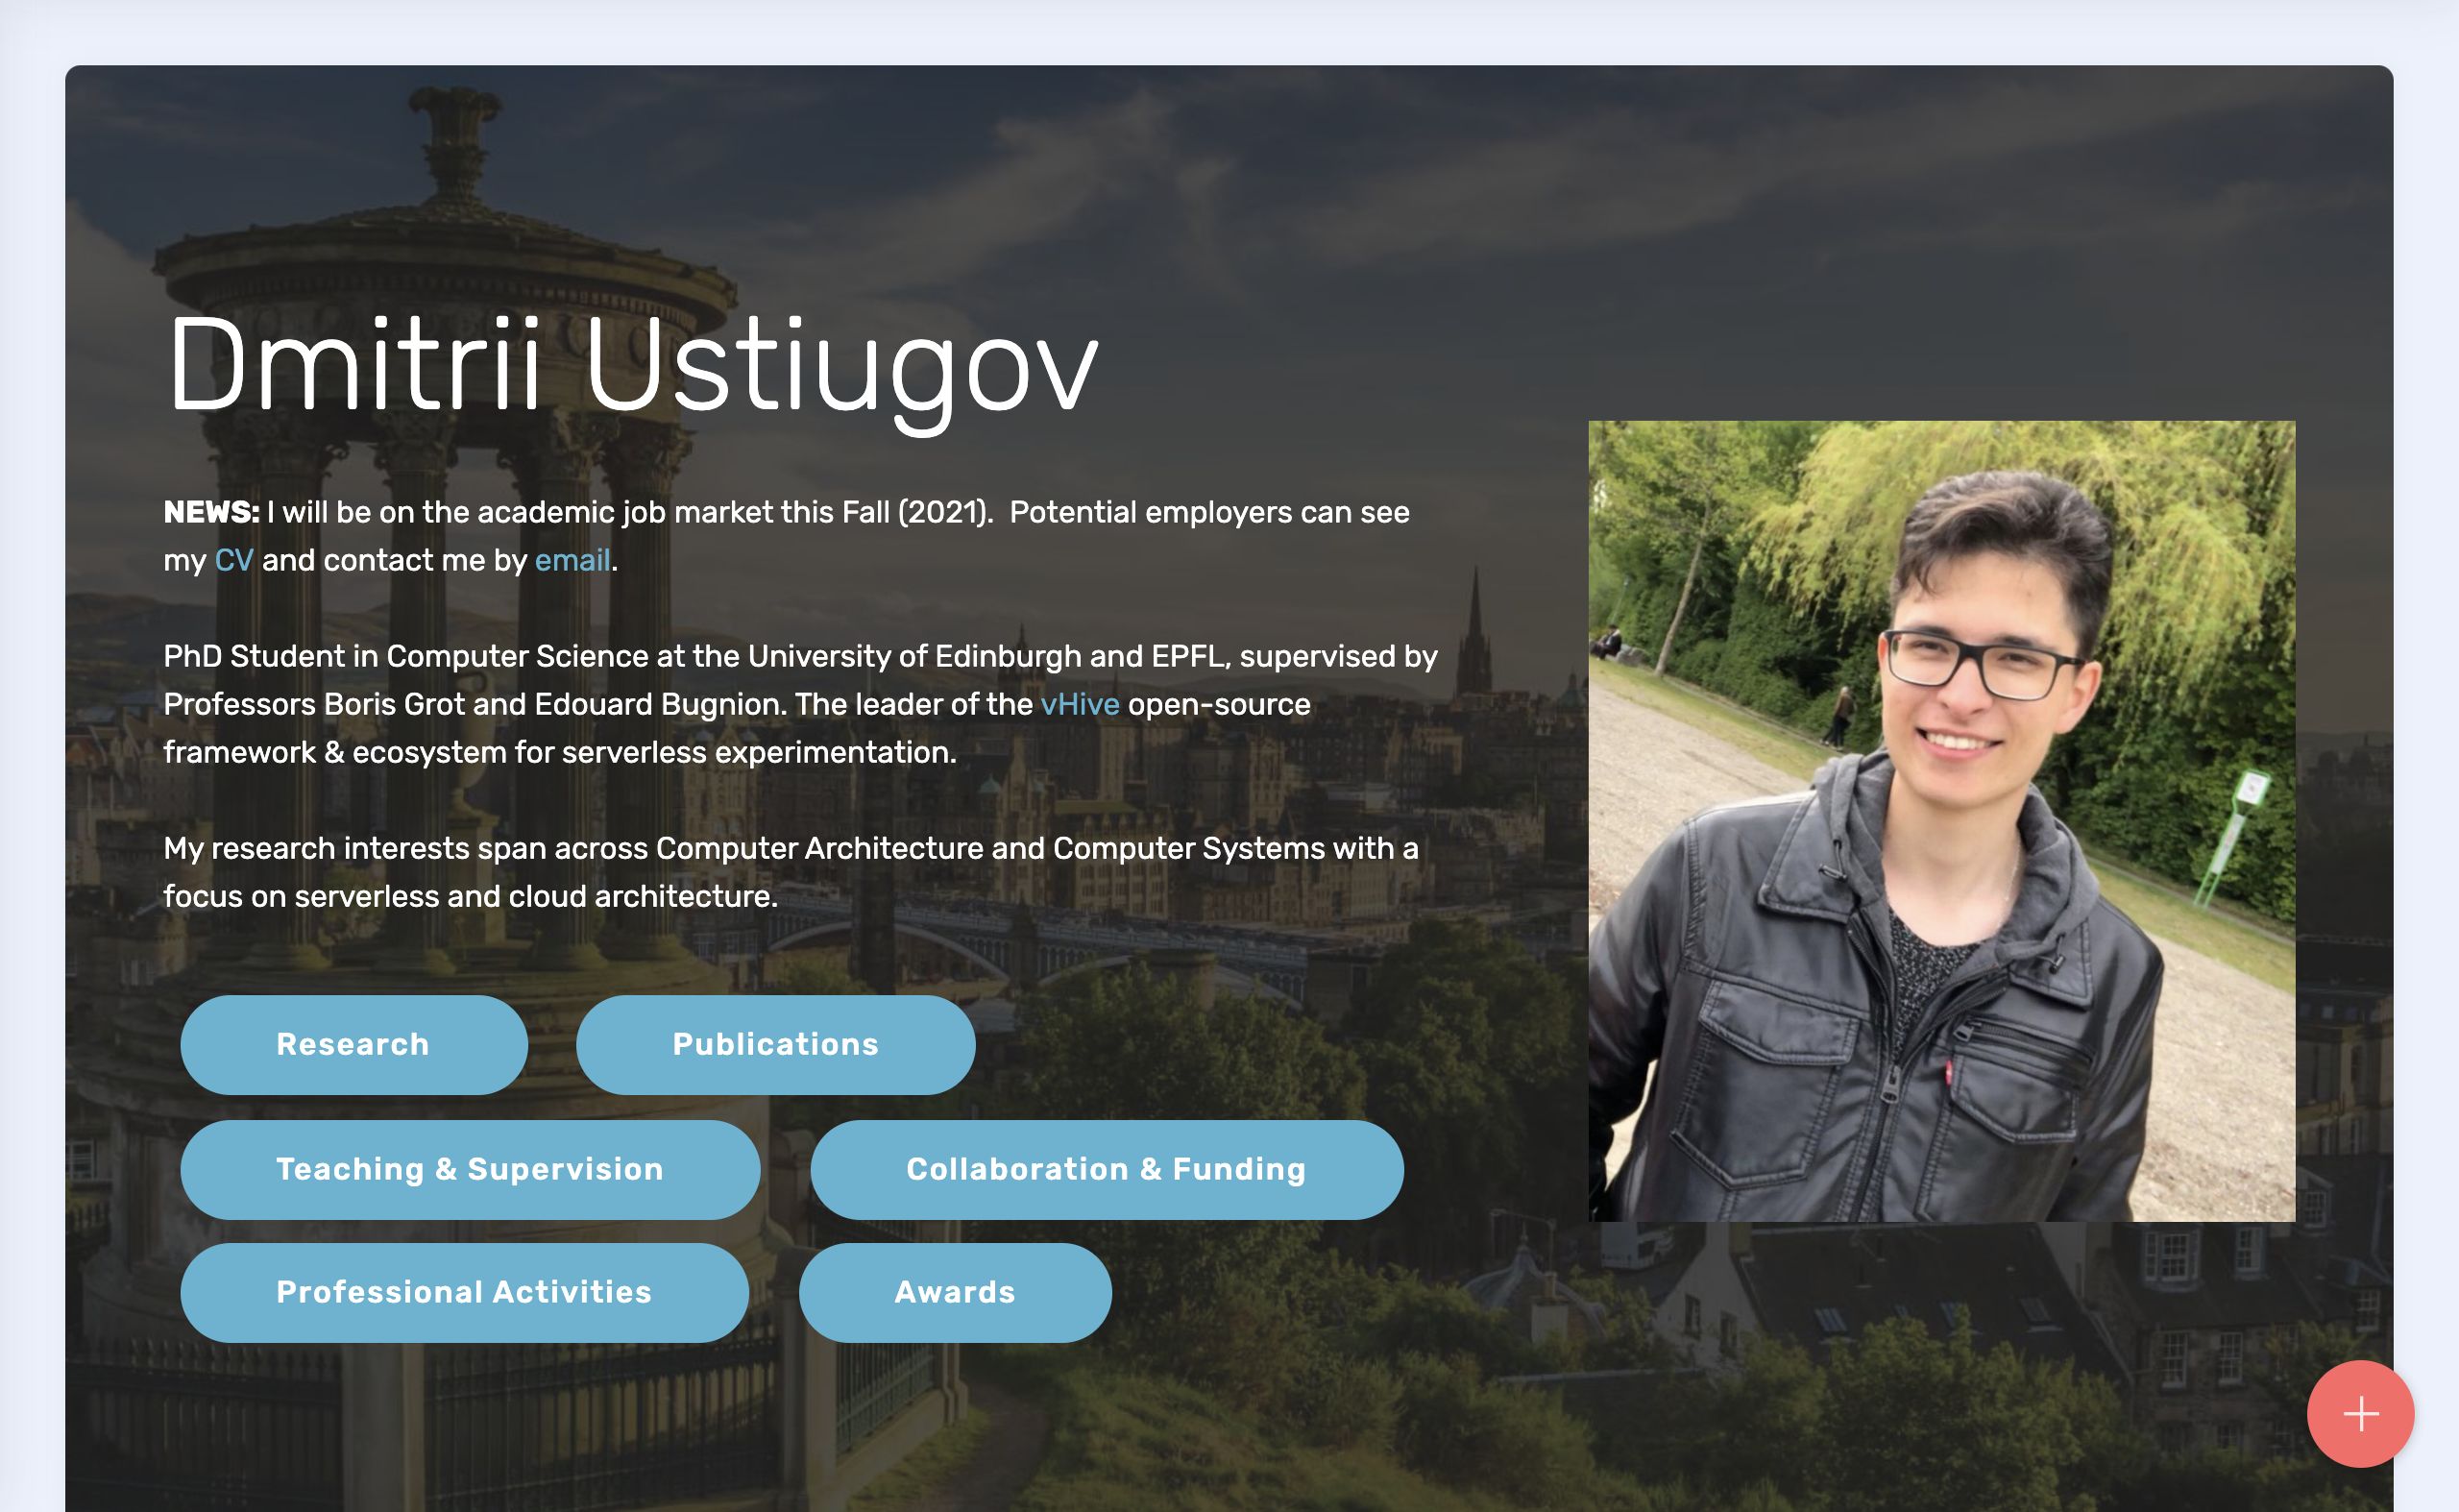 Dmitrii Ustiugov
NEWS: I will be on the academic job market this Fall (2021).  Potential employers can see
my CV and contact me by email.
PhD Student in Computer Science at the University of Edinburgh and EPFL, supervised by
Professors Boris Grot and Edouard Bugnion. The leader of the vHive open-source
framework & ecosystem for serverless experimentation.
My research interests span across Computer Architecture and Computer Systems with a
focus on serverless and cloud architecture.
Research
Publications
Teaching & Supervision
Collaboration & Funding
Professional Activities
Awards